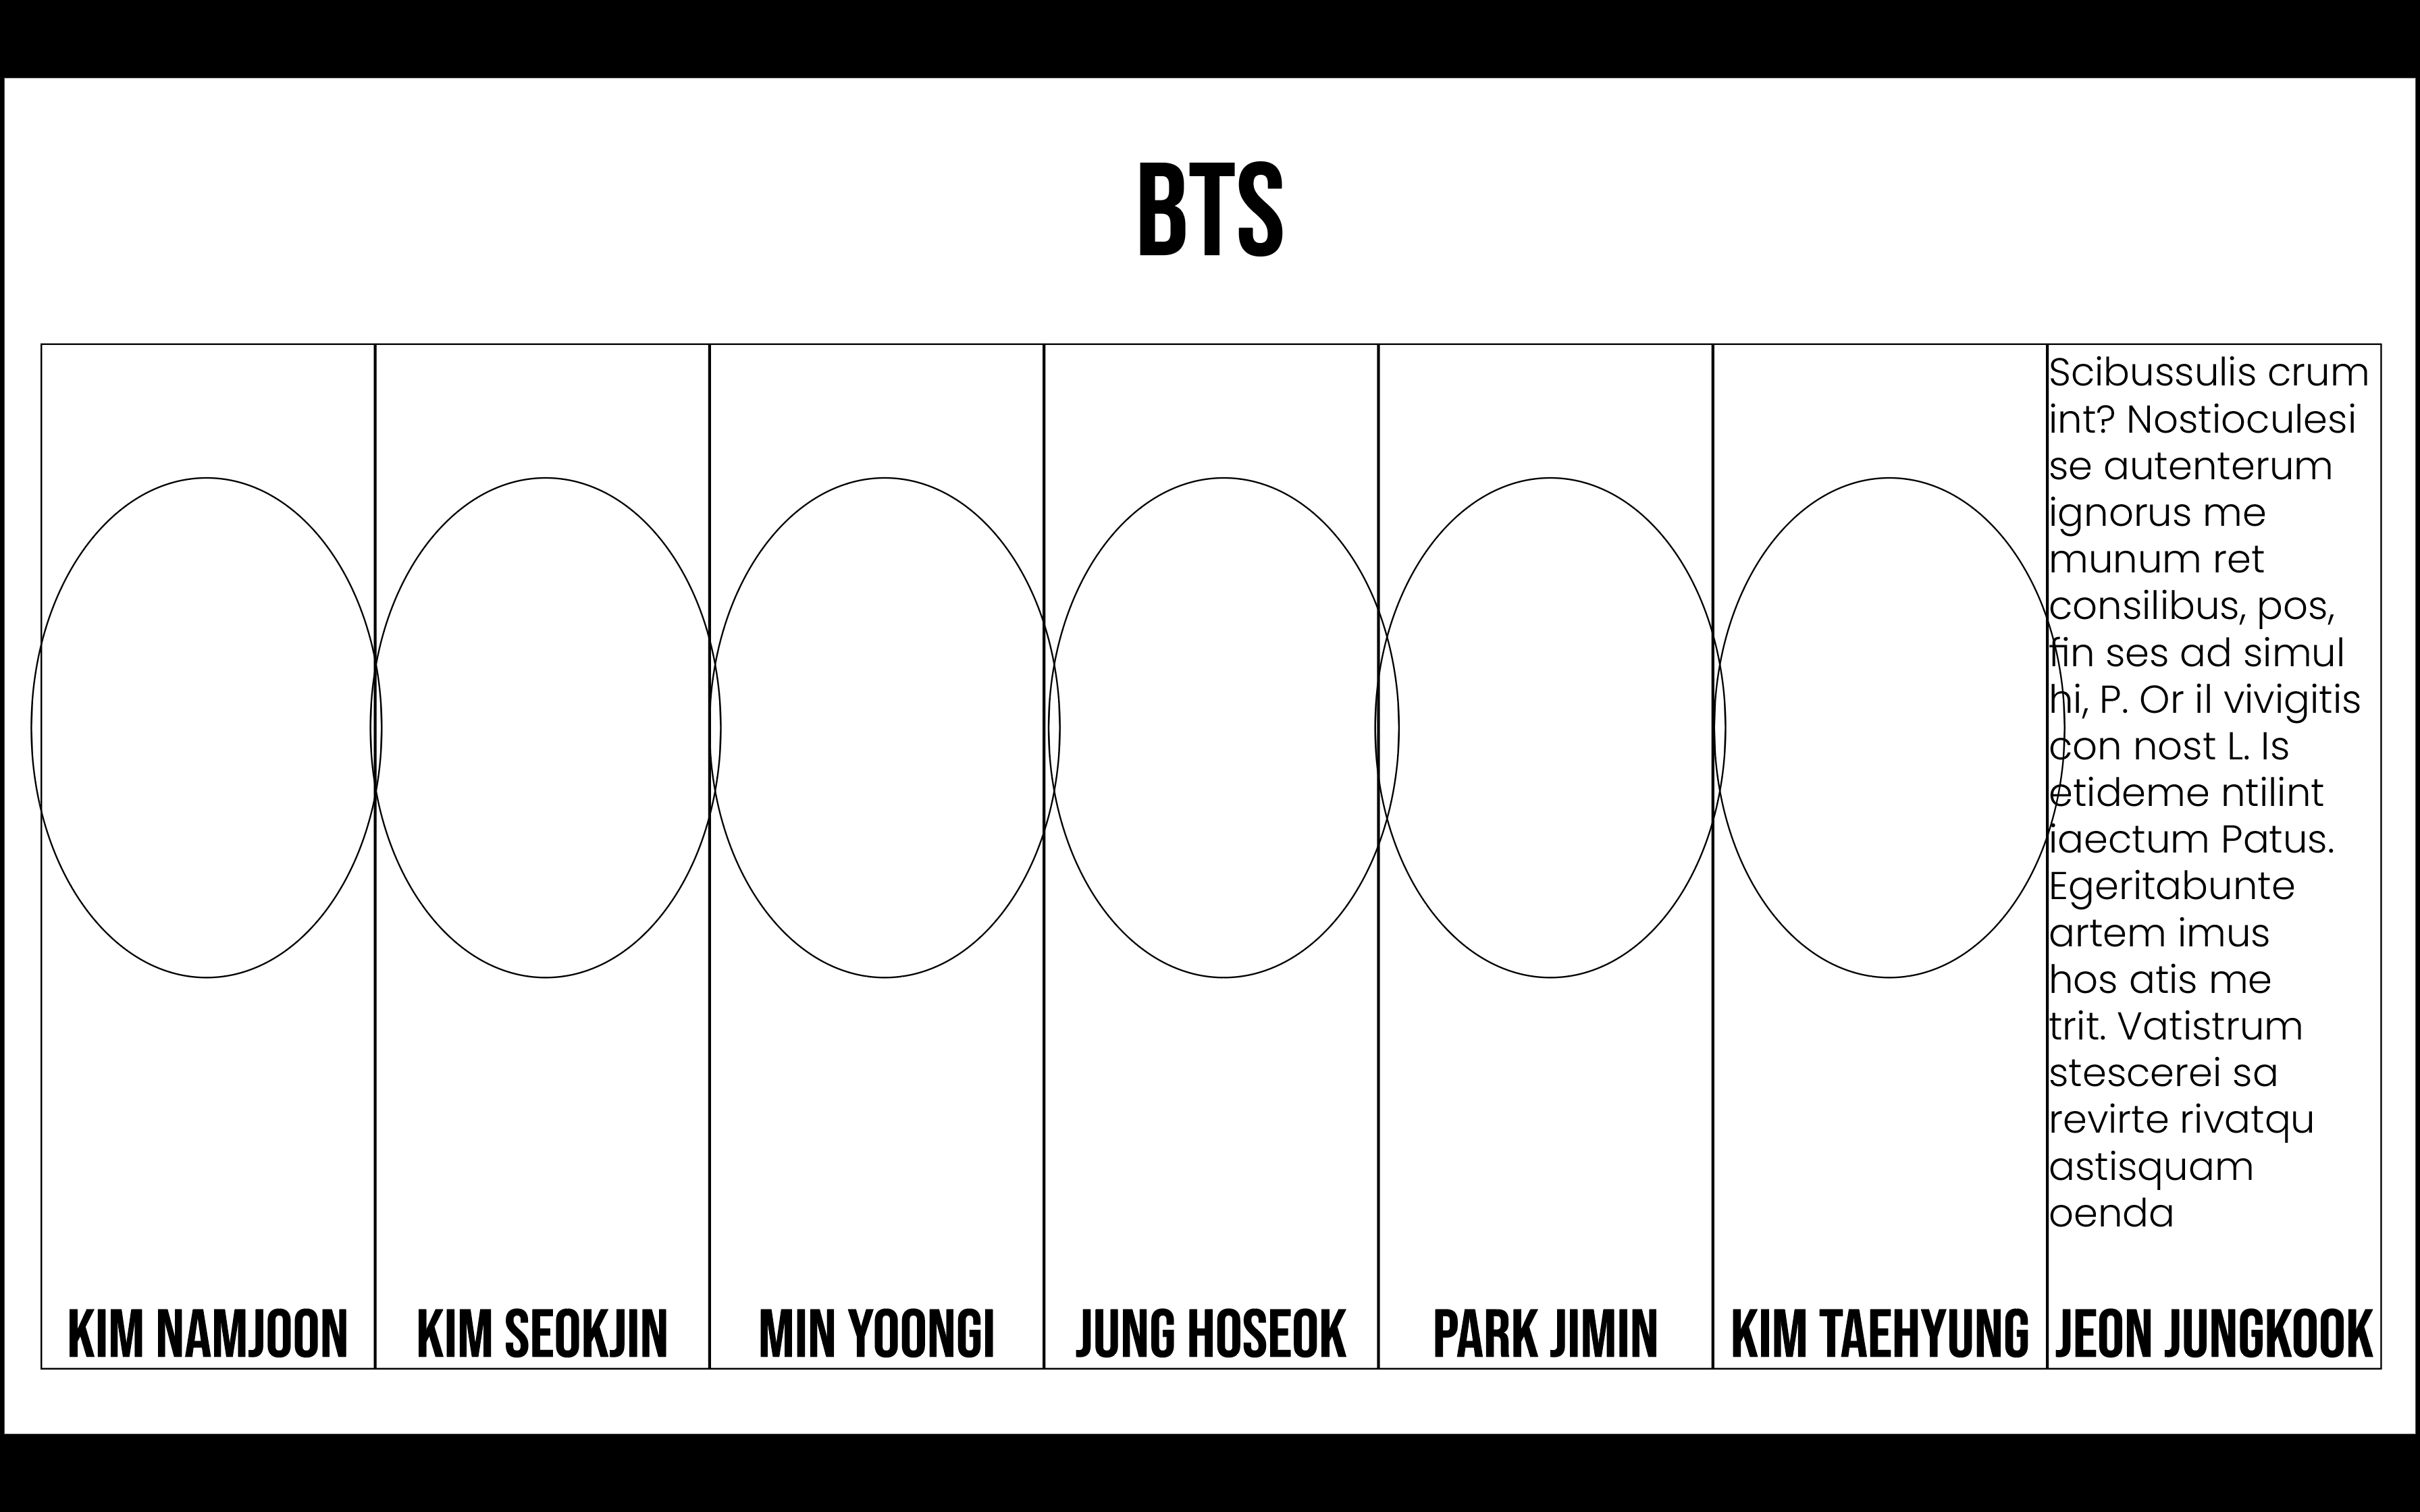 BTS
Scibussulis crum
int? Nostioculesi
se autenterum
ignorus me
munum ret
consilibus, pos,
fin ses ad simul
hi, P. Or il vivigitis
con nost L. Is
etideme ntilint
iaectum Patus.
Egeritabunte
artem imus
hos atis me
trit. Vatistrum
stescerei sa
revirte rivatqu
astisquam
oenda
KIM NAMJOON
KIM SEOKJIN
MIN YOONGI
JUNG HOSEOK
PARK JIMIN
KIM TAEHYUNG
JEON JUNGKOOK